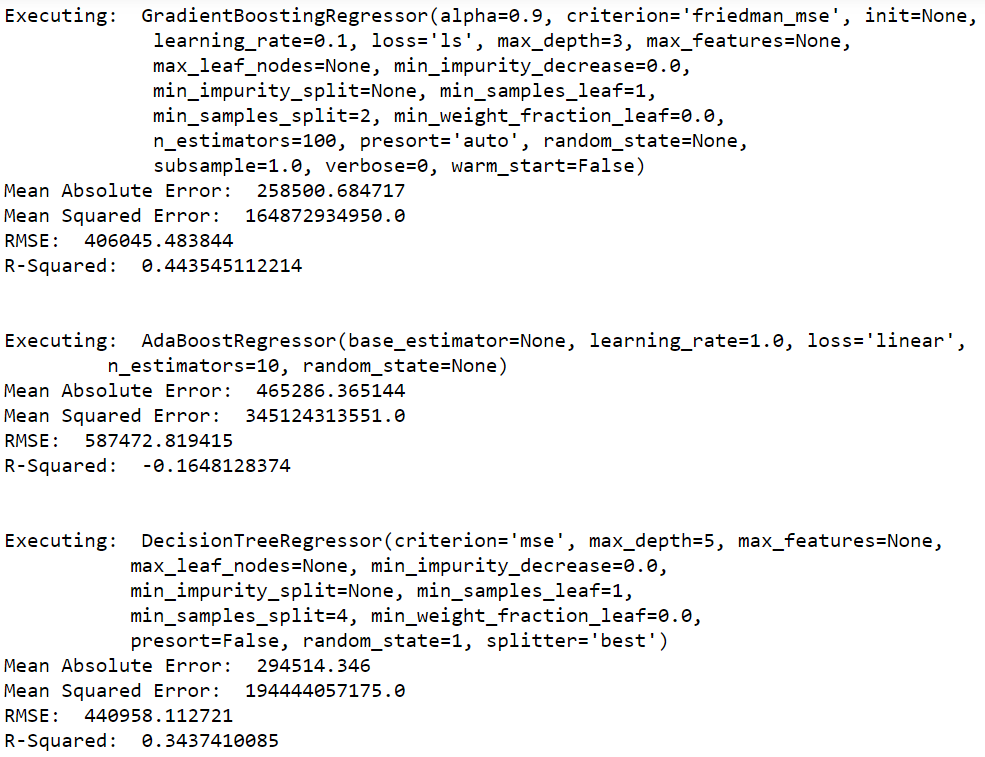 Executing:  GradientBoostingRegressor(alpha=0.9, criterion='friedman_mse', init=None,
             learning_rate=0.1, loss='ls', max_depth=3, max_features=None,
             max_leaf_nodes=None, min_impurity_decrease=0.0,
             min_impurity_split=None, min_samples_leaf=1,
             min_samples_split=2, min_weight_fraction_leaf=0.0,
             n_estimators=100, presort='auto', random_state=None,
             subsample=1.0, verbose=0, warm_start=False)
Mean Absolute Error:  258500.684717
Mean Squared Error:  164872934950.0
RMSE:  406045.483844
R-Squared:  0.443545112214
Executing:  AdaBoostRegressor(base_estimator=None, learning_rate=1.0, loss='linear',
         n_estimators=10, random_state=None)
Mean Absolute Error:  465286.365144
Mean Squared Error:  345124313551.0
RMSE:  587472.819415
R-Squared:  -0.1648128374
Executing:  DecisionTreeRegressor(criterion='mse', max_depth=5, max_features=None,
           max_leaf_nodes=None, min_impurity_decrease=0.0,
           min_impurity_split=None, min_samples_leaf=1,
           min_samples_split=4, min_weight_fraction_leaf=0.0,
           presort=False, random_state=1, splitter='best')
Mean Absolute Error:  294514.346
Mean Squared Error:  194444057175.0
RMSE:  440958.112721
R-Squared:  0.3437410085